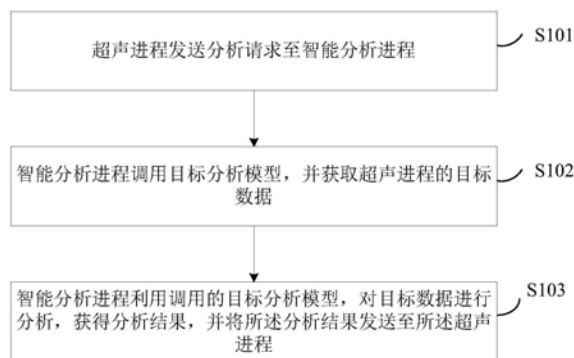 超声进程发送分析请求至智能分析进程
S101
智能分析进程调用目标分析模型，并获取超声进程的目标
数据
S102
智能分析进程利用调用的目标分析模型，对目标数据进行
分析，获得分析结果，并将所述分析结果发送至所述超声
进程
S103